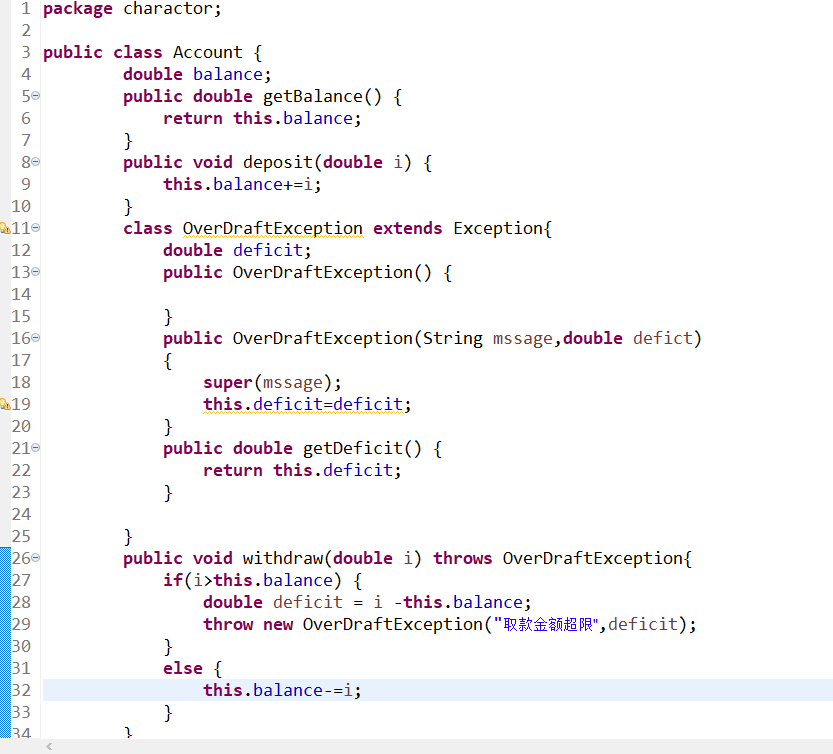 1 package charactor;
2
3 public class Account {
4 double balance;
5 public double getBalance() {
6 return this.balance;
7 }
8 public void deposit(double i) {
9 this.balance+=i;
10 }
11 class OverDraftException extends Exception{
12 double deficit;
13 public OverDraftException() {
14
15 }
16 public OverDraftException(String mssage,double defict)
17 {
18 super(mssage);
19 this.deficit=deficit;
20 }
21 public double getDeficit() {
22 return this.deficit;
23 }
24
25 }
26 public void withdraw(double i) throws OverDraftException{
27 if(i>this.balance) {
28 double deficit = i -this.balance;
29 throw new OverDraftException("取款金额超限",deficit);
30 }
31 else {
32 this.balance-=i;
33 }
34 }